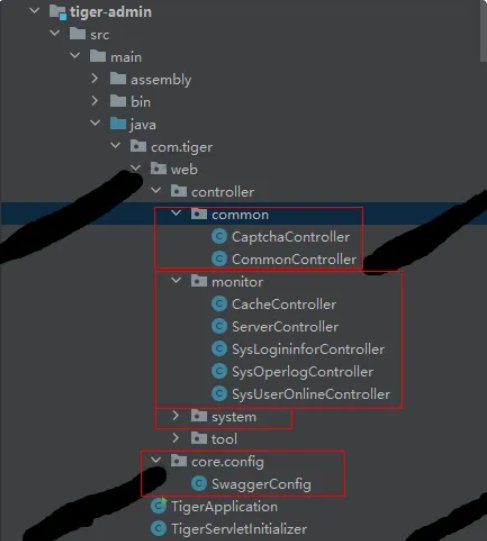 tiger-admin
src
main
assembly
bin
java
com.tiger
web
controller
common
CaptchaController
CommonController
monitor
CacheController
ServerController
SysLogininforController
SysOperlogController
SysUserOnlineController
system
tool
core.config
SwaggerConfig
TigerApplication
TigerServletInitializer